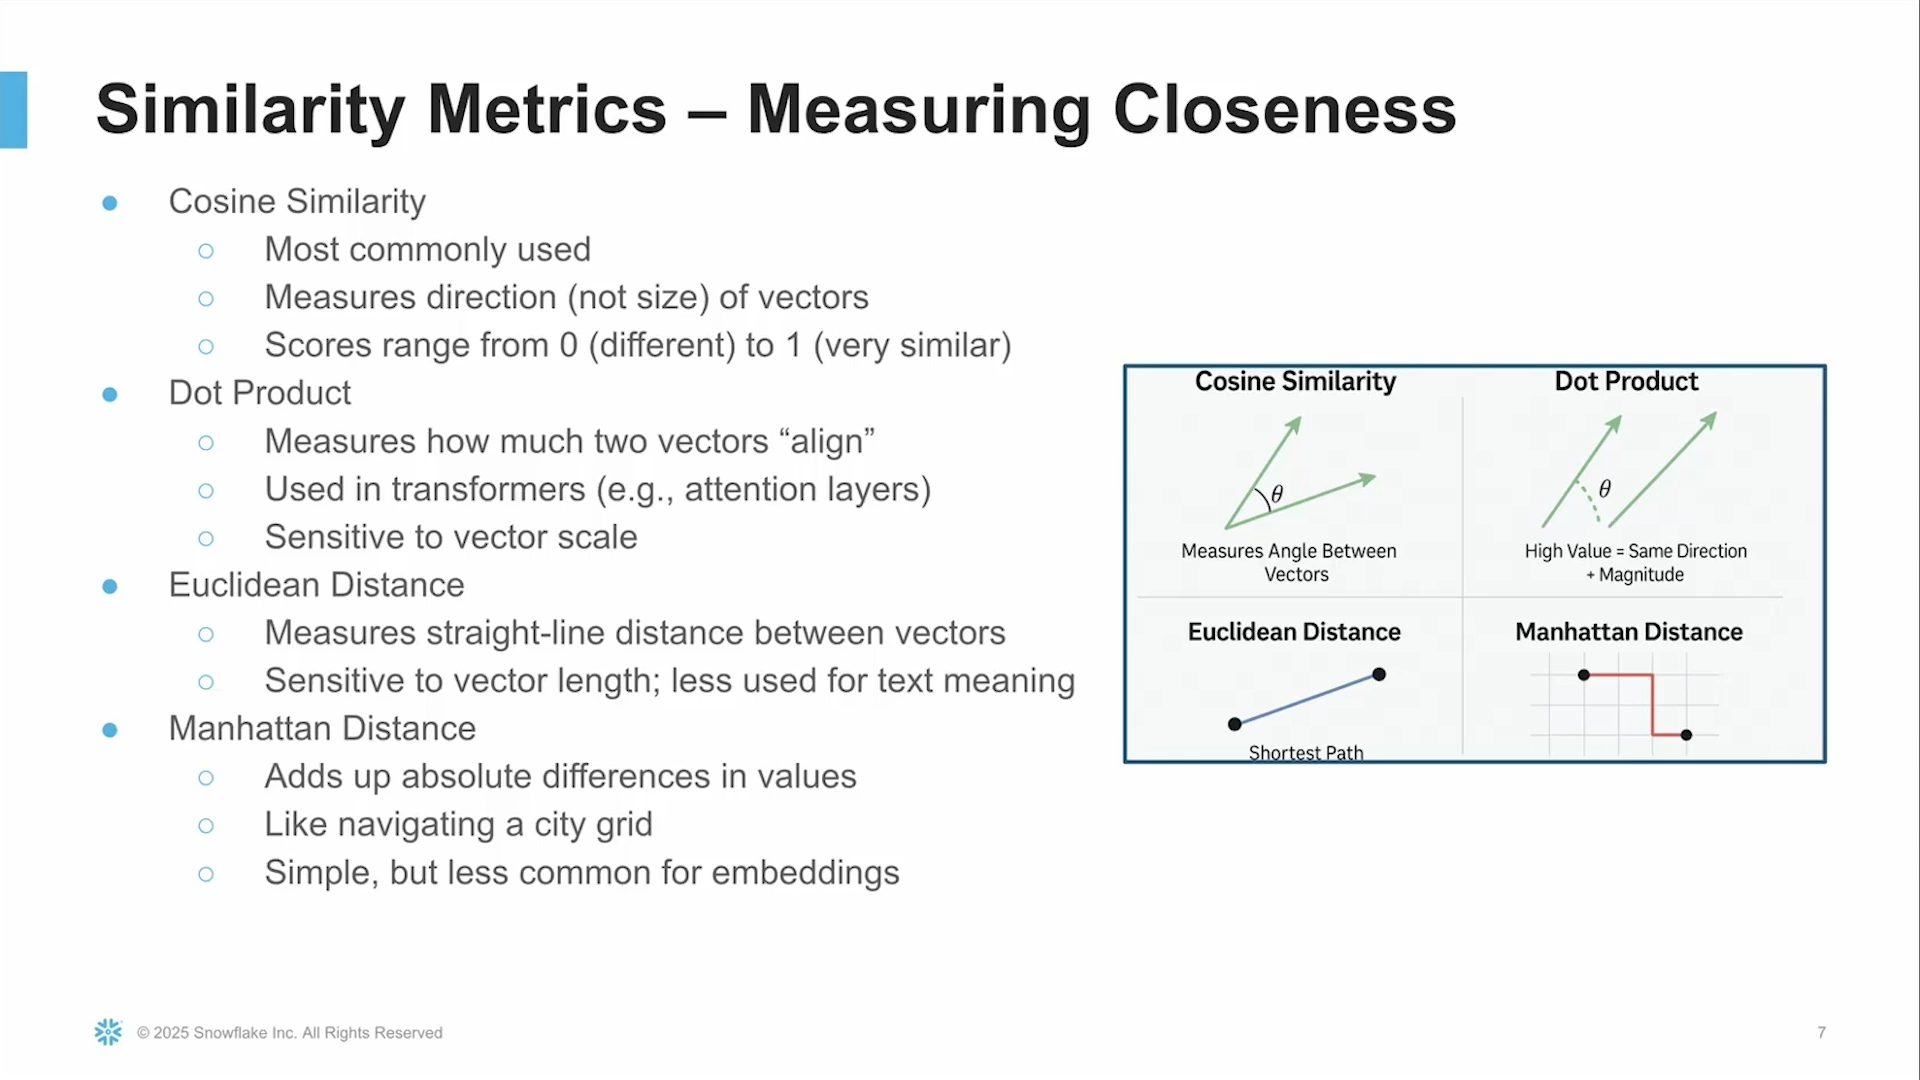 Similarity Metrics – Measuring Closeness
● Cosine Similarity
○ Most commonly used
○ Measures direction (not size) of vectors
○ Scores range from 0 (different) to 1 (very similar)
● Dot Product
○ Measures how much two vectors “align”
○ Used in transformers (e.g., attention layers)
○ Sensitive to vector scale
● Euclidean Distance
○ Measures straight-line distance between vectors
○ Sensitive to vector length; less used for text meaning
● Manhattan Distance
○ Adds up absolute differences in values
○ Like navigating a city grid
○ Simple, but less common for embeddings
Cosine Similarity
θ
Measures Angle Between
Vectors
Dot Product
θ
High Value = Same Direction
+ Magnitude
Euclidean Distance
Shortest Path
Manhattan Distance
© 2025 Snowflake Inc. All Rights Reserved
7